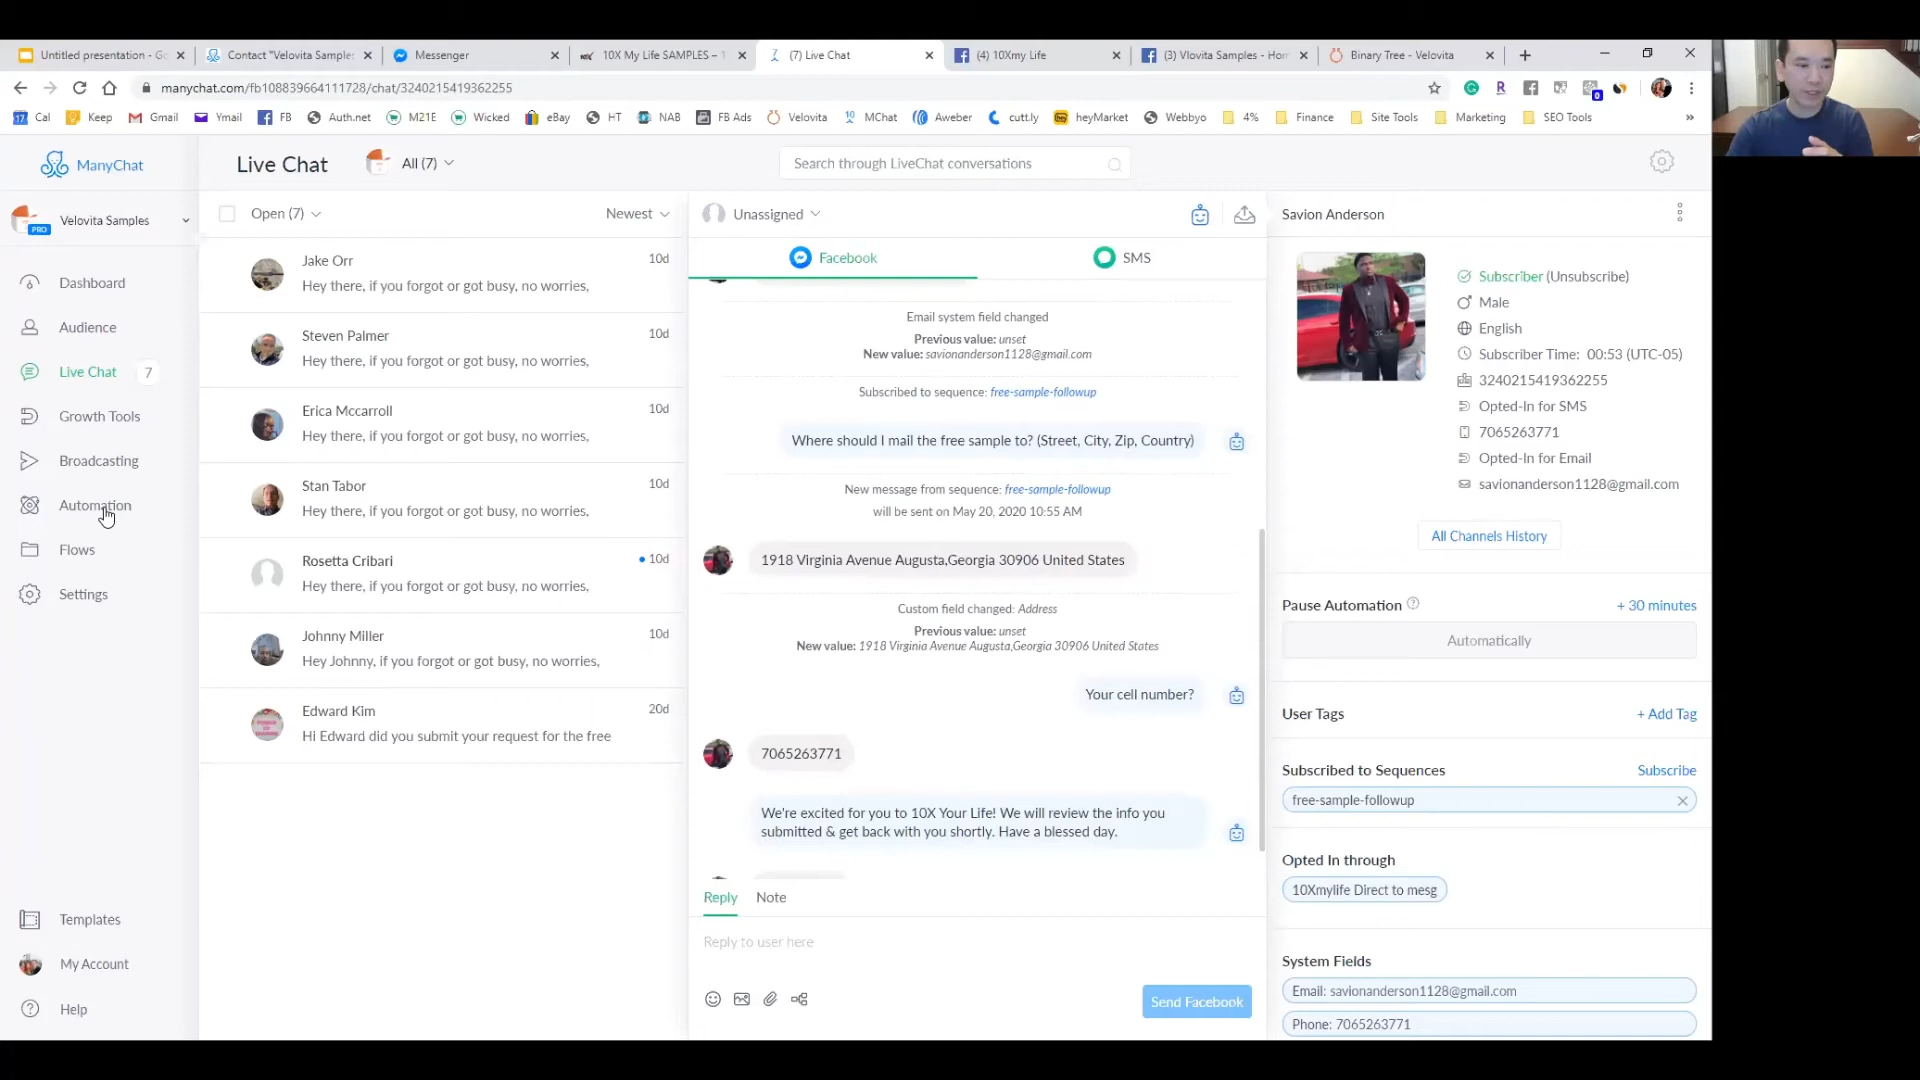 Untitled presentation - Go
Contact "Velovita Samples
Messenger
10X My Life SAMPLES – 1
(7) Live Chat
(4) 10Xmy Life
(3) Vlovita Samples - Hom
Binary Tree - Velovita
manychat.com/fb108839664111728/chat/3240215419362255
Cal
Keep
Gmail
Ymail
FB
Auth.net
M21E
Wicked
eBay
HT
NAB
FB Ads
Velovita
MChat
Aweber
cutt.ly
heyMarket
Webbyo
4%
Finance
Site Tools
Marketing
SEO Tools
ManyChat
Live Chat
All (7)
Search through LiveChat conversations
PRO
Velovita Samples
Open (7)
Newest
Unassigned
Savion Anderson
Dashboard
Audience
Live Chat
7
Growth Tools
Broadcasting
Automation
Flows
Settings
Templates
My Account
Help
Jake Orr
10d
Hey there, if you forgot or got busy, no worries,
Steven Palmer
10d
Hey there, if you forgot or got busy, no worries,
Erica Mccarroll
10d
Hey there, if you forgot or got busy, no worries,
Stan Tabor
10d
Hey there, if you forgot or got busy, no worries,
Rosetta Cribari
10d
Hey there, if you forgot or got busy, no worries,
Johnny Miller
10d
Hey Johnny, if you forgot or got busy, no worries,
Edward Kim
20d
Hi Edward did you submit your request for the free
Facebook
SMS
Email system field changed
Previous value: unset
New value: savionanderson1128@gmail.com
Subscribed to sequence: free-sample-followup
Where should I mail the free sample to? (Street, City, Zip, Country)
New message from sequence: free-sample-followup
will be sent on May 20, 2020 10:55 AM
1918 Virginia Avenue Augusta,Georgia 30906 United States
Custom field changed: Address
Previous value: unset
New value: 1918 Virginia Avenue Augusta,Georgia 30906 United States
Your cell number?
7065263771
We're excited for you to 10X Your Life! We will review the info you
submitted & get back with you shortly. Have a blessed day.
Reply
Note
Reply to user here
Send Facebook
Subscriber (Unsubscribe)
Male
English
Subscriber Time: 00:53 (UTC-05)
3240215419362255
Opted-In for SMS
7065263771
Opted-In for Email
savionanderson1128@gmail.com
All Channels History
Pause Automation
+ 30 minutes
Automatically
User Tags
+ Add Tag
Subscribed to Sequences
Subscribe
free-sample-followup
Opted In through
10Xmylife Direct to mesg
System Fields
Email: savionanderson1128@gmail.com
Phone: 7065263771